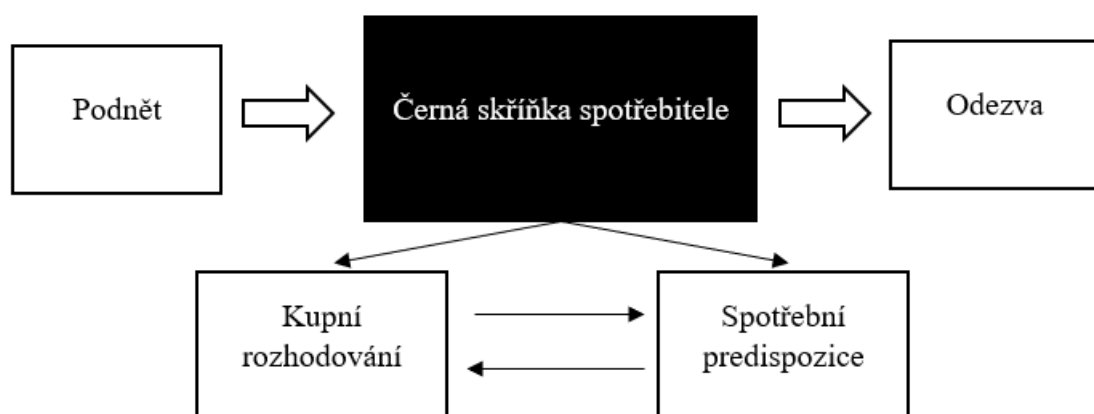 Podnět
Černá skříňka spotřebitele
Odezva
Kupní
rozhodování
Spotřební
predispozice